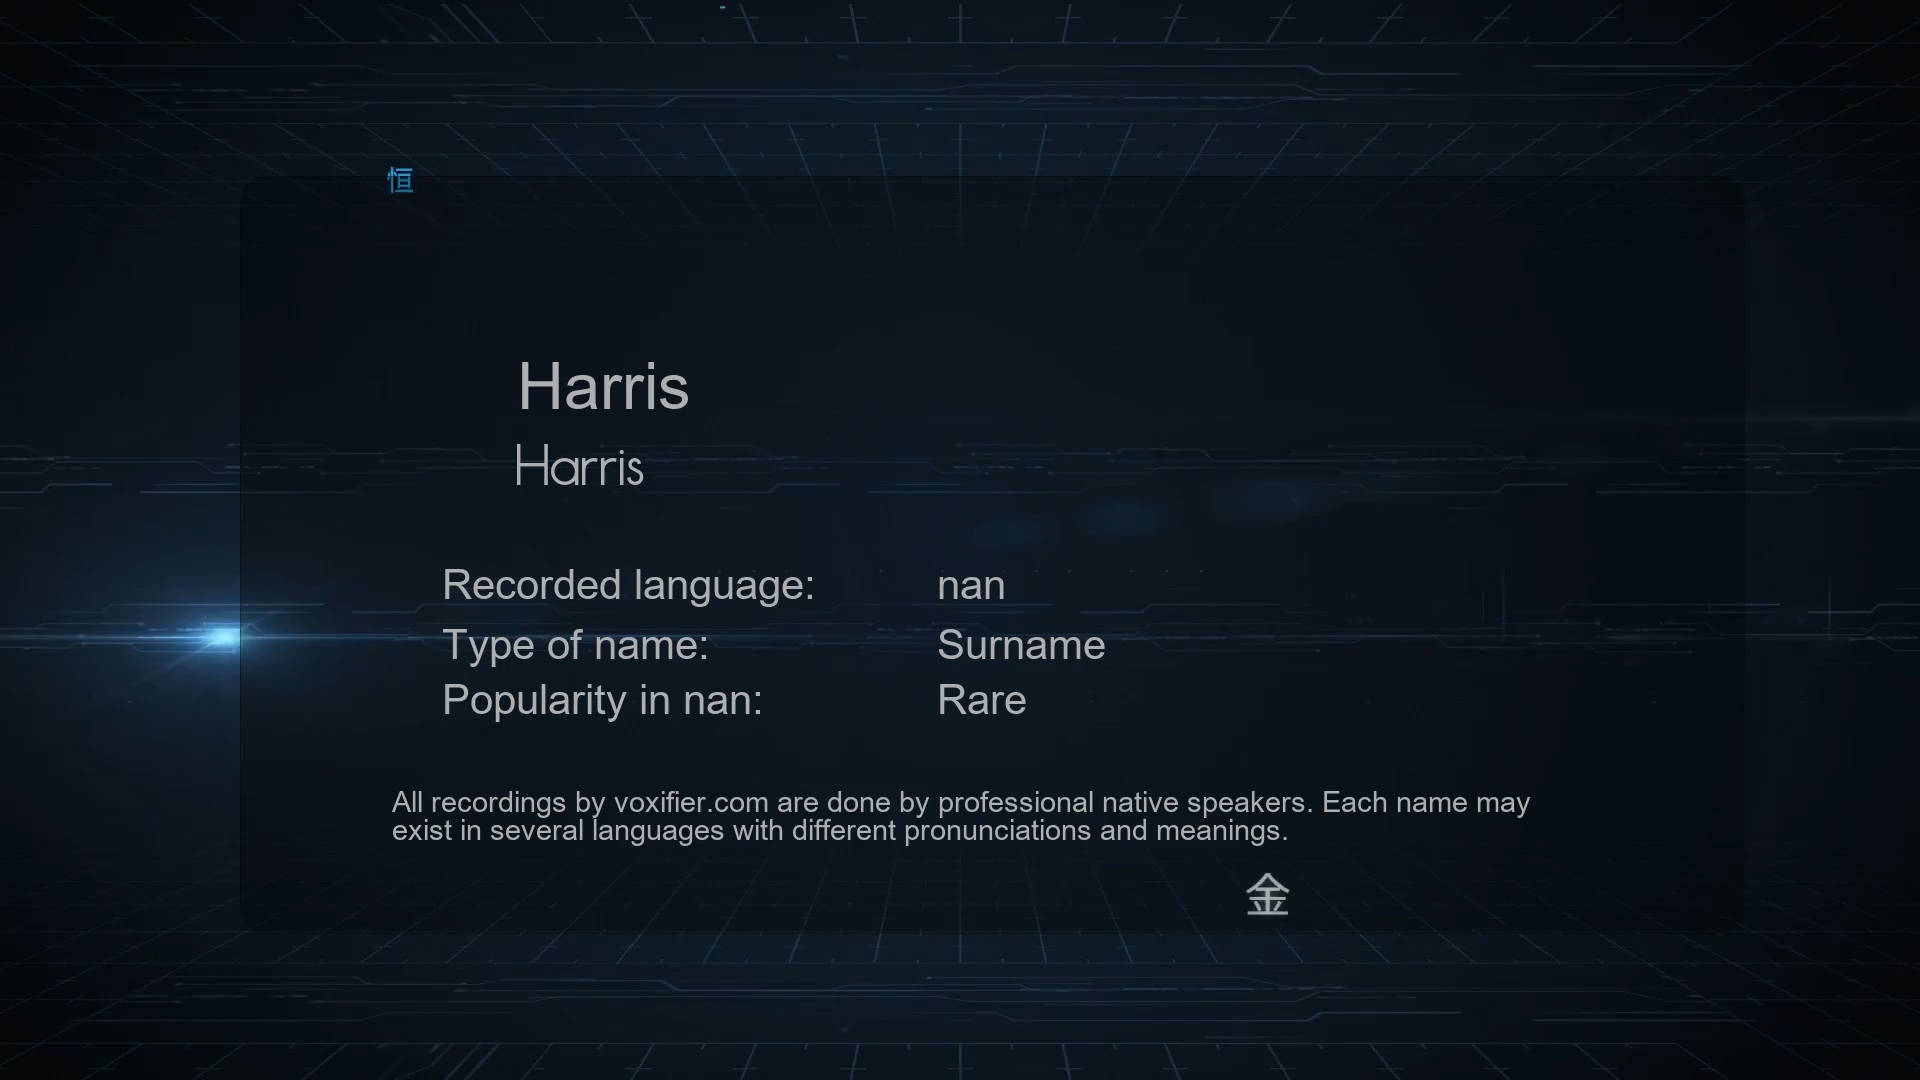 恒
Harris
Harris
Recorded language: nan
Type of name: Surname
Popularity in nan: Rare
All recordings by voxifier.com are done by professional native speakers. Each name may
exist in several languages with different pronunciations and meanings.
金